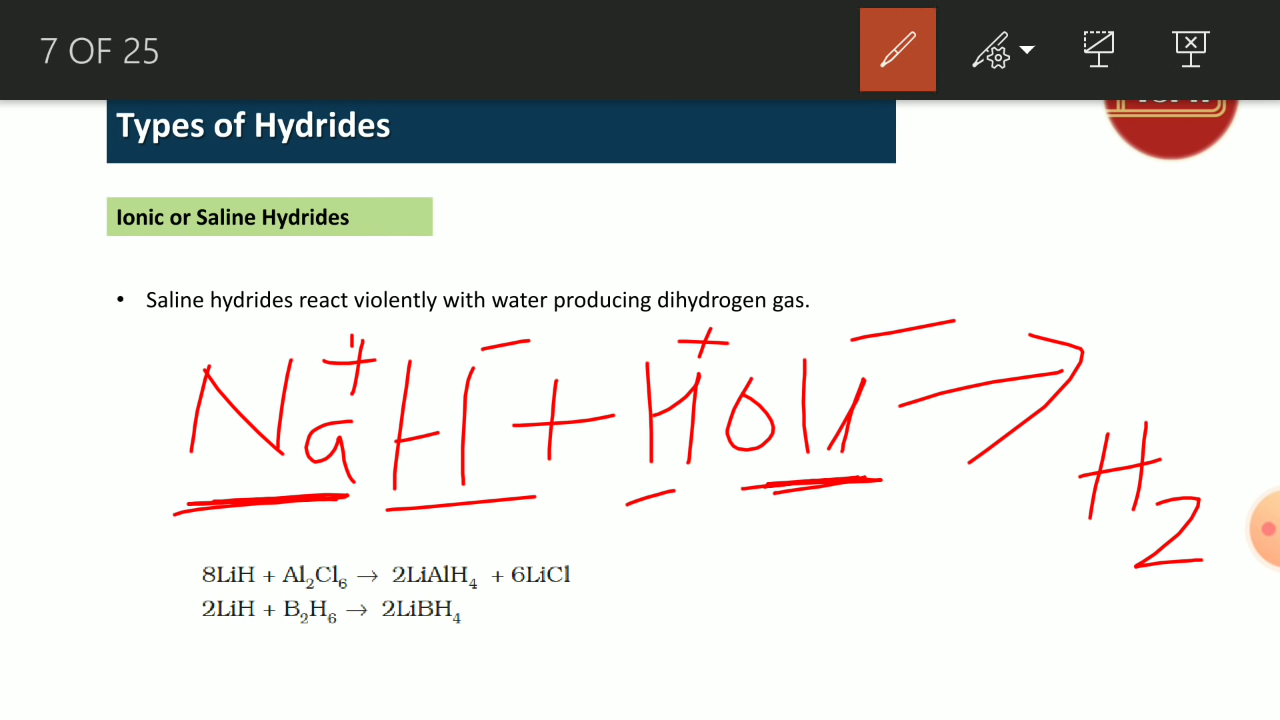 7 OF 25
Types of Hydrides
Ionic or Saline Hydrides
• Saline hydrides react violently with water producing dihydrogen gas.
Na⁺H⁻ + H⁺OH⁻ →
H₂
8LiH + Al₂Cl₆ → 2LiAlH₄ + 6LiCl
2LiH + B₂H₆ → 2LiBH₄